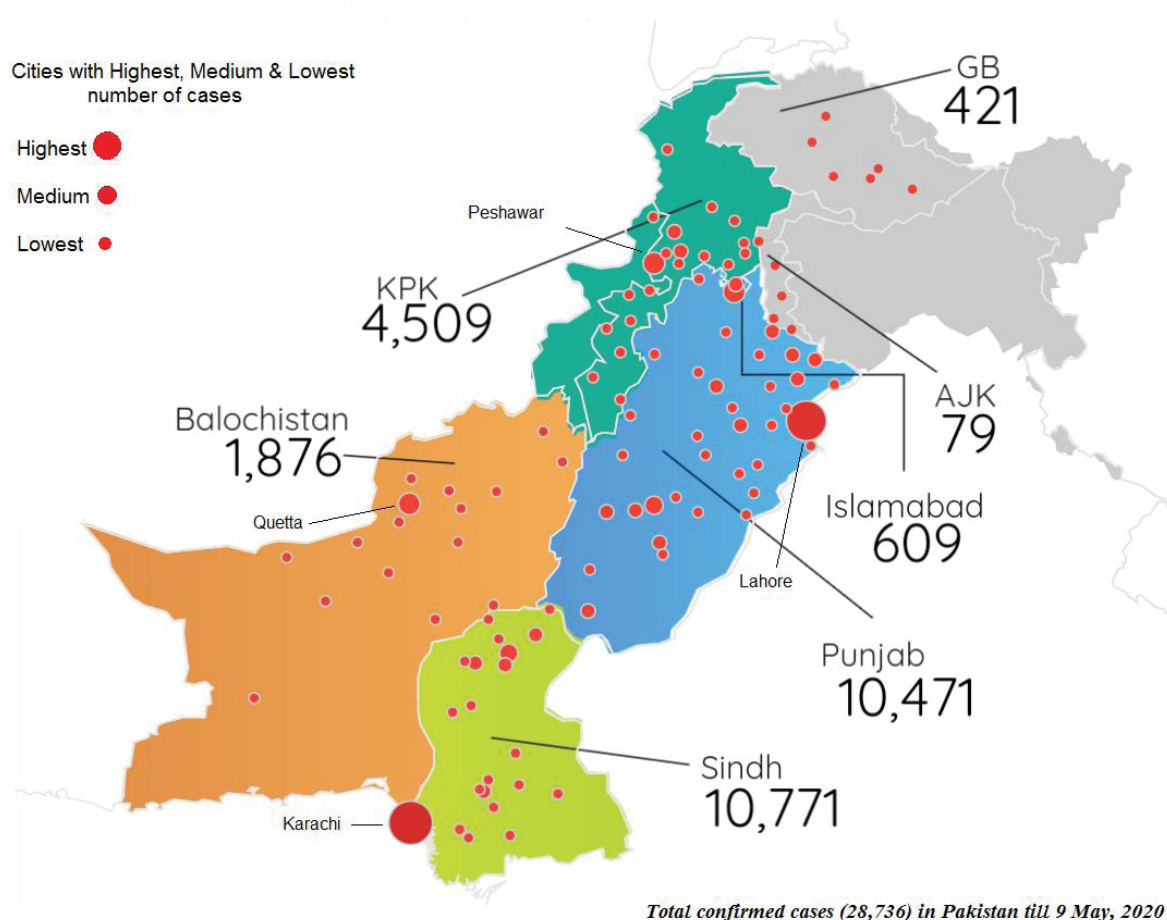 Cities with Highest, Medium & Lowest
number of cases
Highest
Medium
Lowest
GB
421
Peshawar
KPK
4,509
AJK
79
Balochistan
1,876
Islamabad
609
Quetta
Lahore
Punjab
10,471
Sindh
10,771
Karachi
Total confirmed cases (28,736) in Pakistan till 9 May, 2020